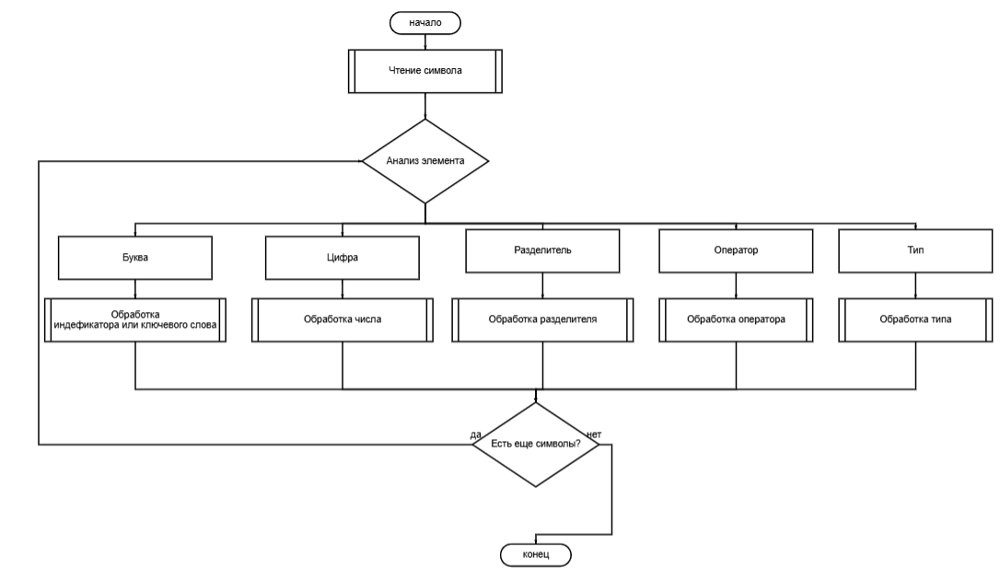 начало
Чтение символа
Анализ элемента
Буква
Цифра
Разделитель
Оператор
Тип
Обработка
индефикатора или ключевого слова
Обработка числа
Обработка разделителя
Обработка оператора
Обработка типа
да
нет
Есть еще символы?
конец